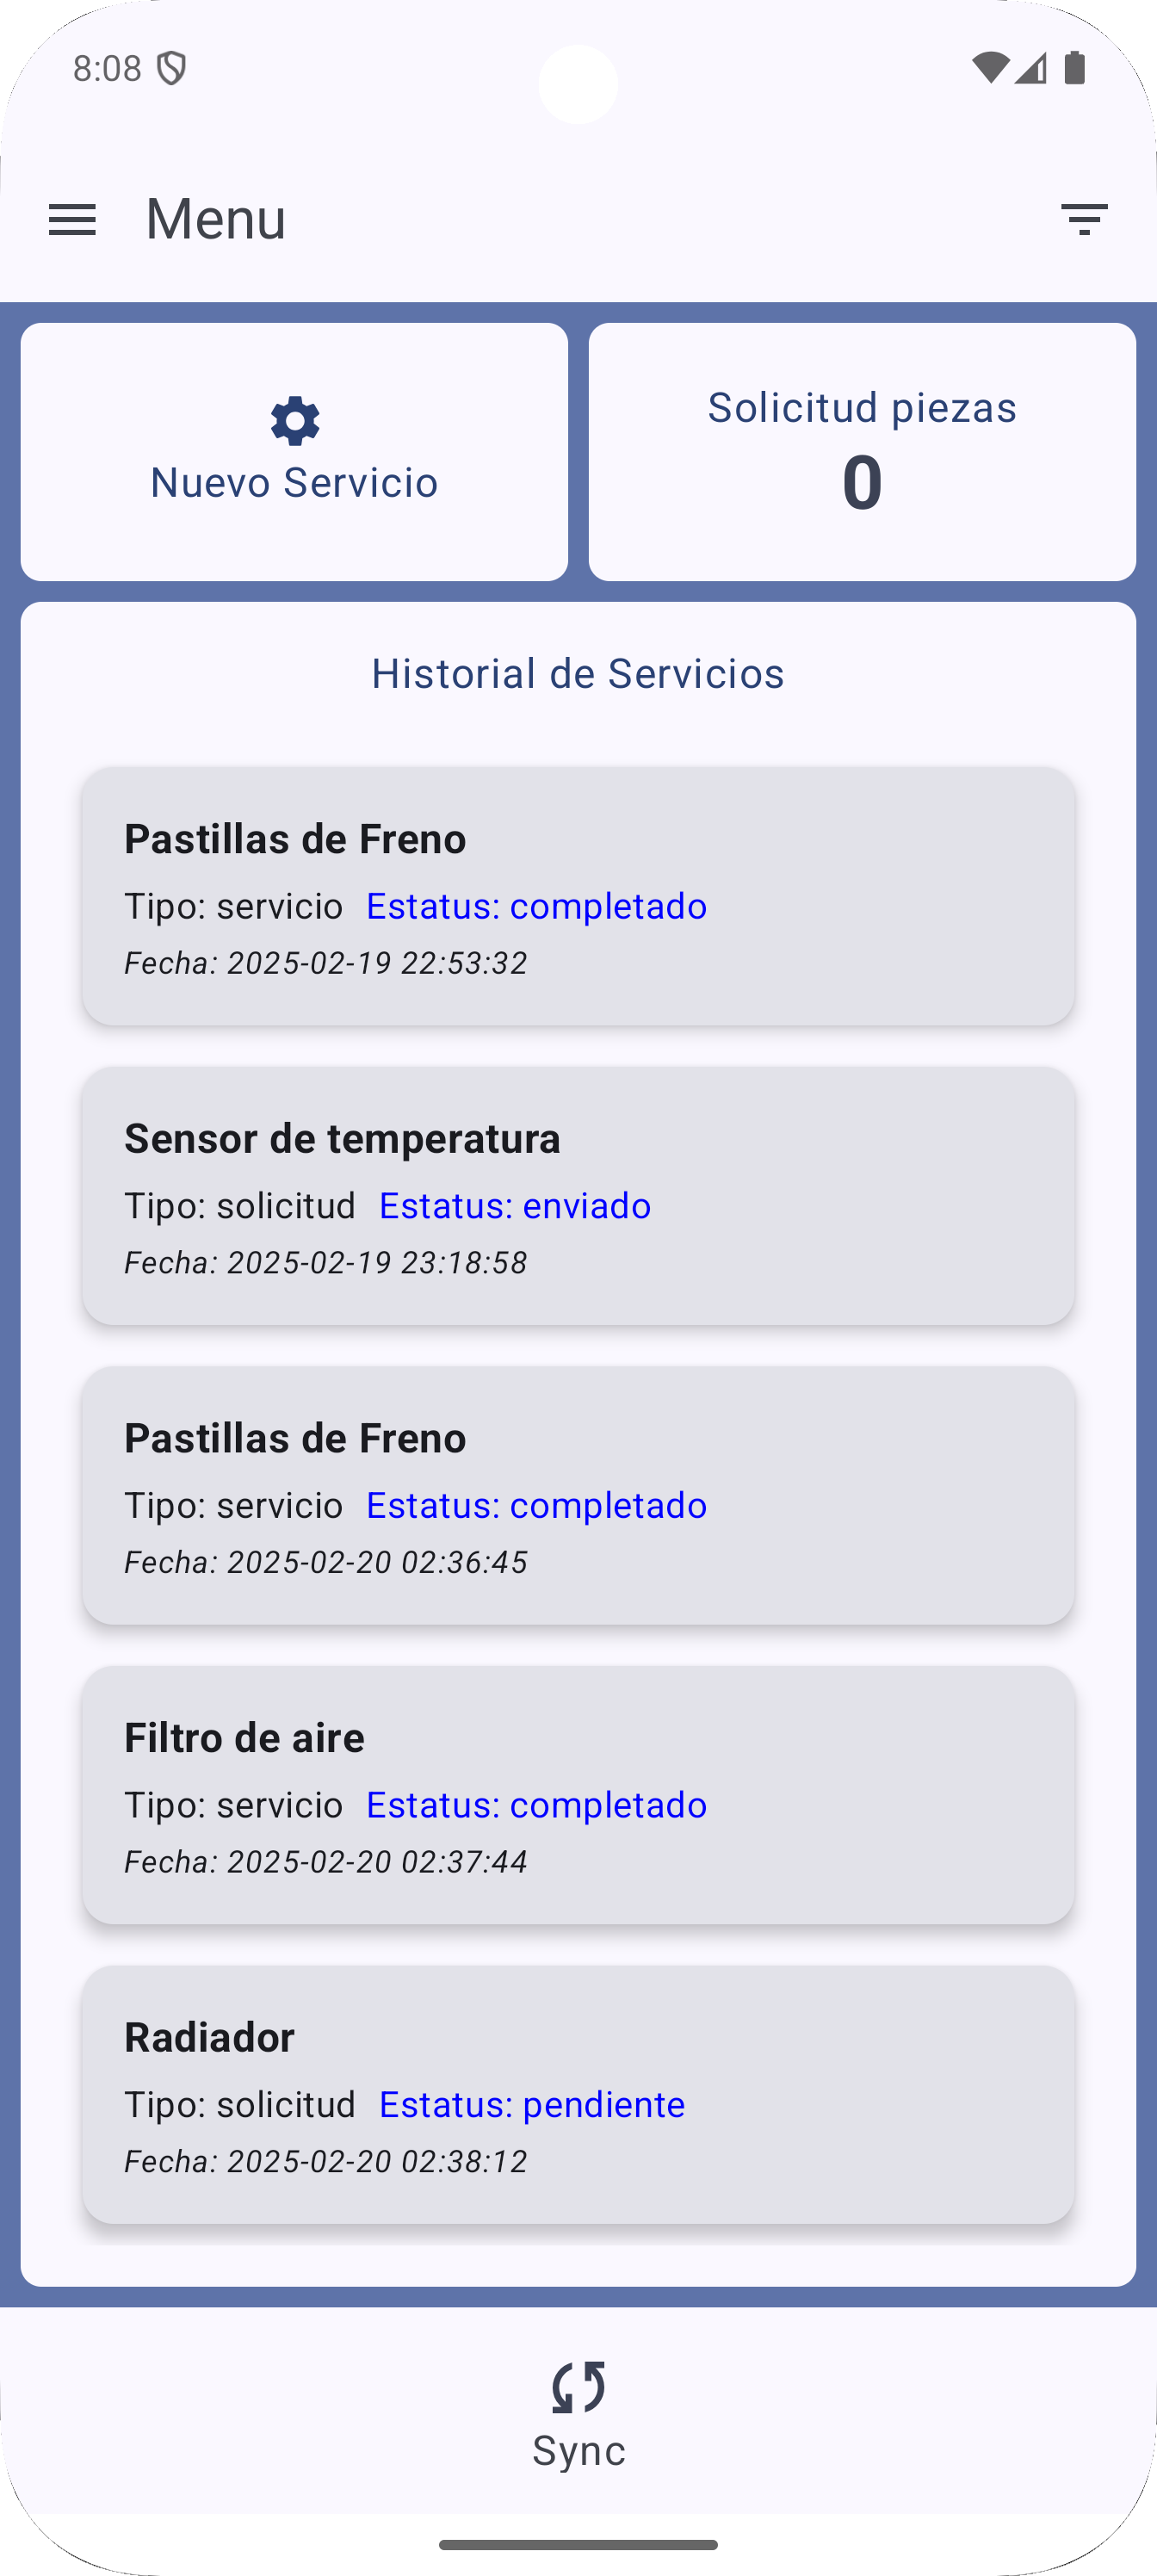 8:08
Menu
Nuevo Servicio
Solicitud piezas
0
Historial de Servicios
Pastillas de Freno
Tipo: servicio Estatus: completado
Fecha: 2025-02-19 22:53:32
Sensor de temperatura
Tipo: solicitud Estatus: enviado
Fecha: 2025-02-19 23:18:58
Pastillas de Freno
Tipo: servicio Estatus: completado
Fecha: 2025-02-20 02:36:45
Filtro de aire
Tipo: servicio Estatus: completado
Fecha: 2025-02-20 02:37:44
Radiador
Tipo: solicitud Estatus: pendiente
Fecha: 2025-02-20 02:38:12
Sync